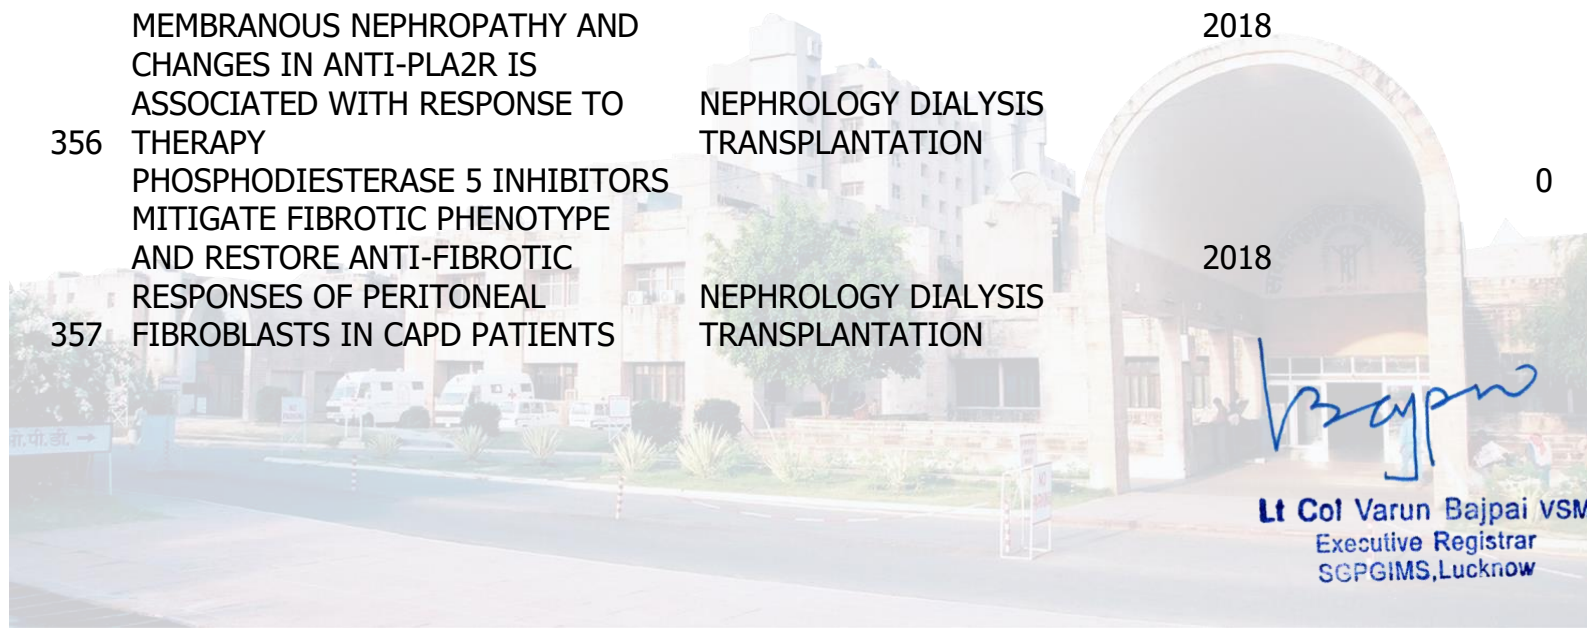 MEMBRANOUS NEPHROPATHY AND 2018
CHANGES IN ANTI-PLA2R IS
ASSOCIATED WITH RESPONSE TO NEPHROLOGY DIALYSIS
356 THERAPY TRANSPLANTATION
PHOSPHODIESTERASE 5 INHIBITORS 0
MITIGATE FIBROTIC PHENOTYPE
AND RESTORE ANTI-FIBROTIC 2018
RESPONSES OF PERITONEAL NEPHROLOGY DIALYSIS
357 FIBROBLASTS IN CAPD PATIENTS TRANSPLANTATION
Bajpai
Lt Col Varun Bajpai VSM
Executive Registrar
SGPGIMS,Lucknow
ओ.पी.डी. →